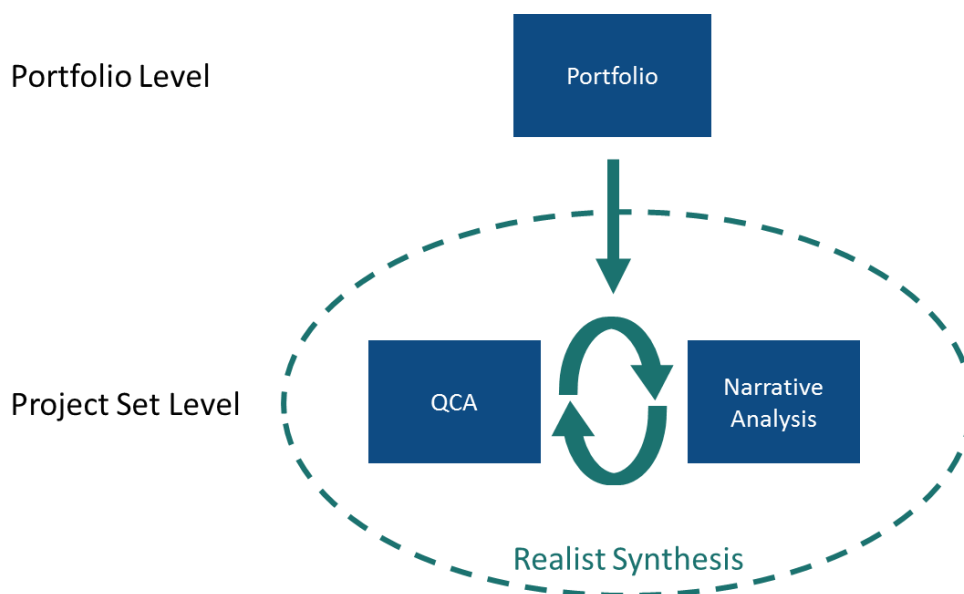 Portfolio Level
Portfolio
Project Set Level
QCA
Narrative
Analysis
Realist Synthesis